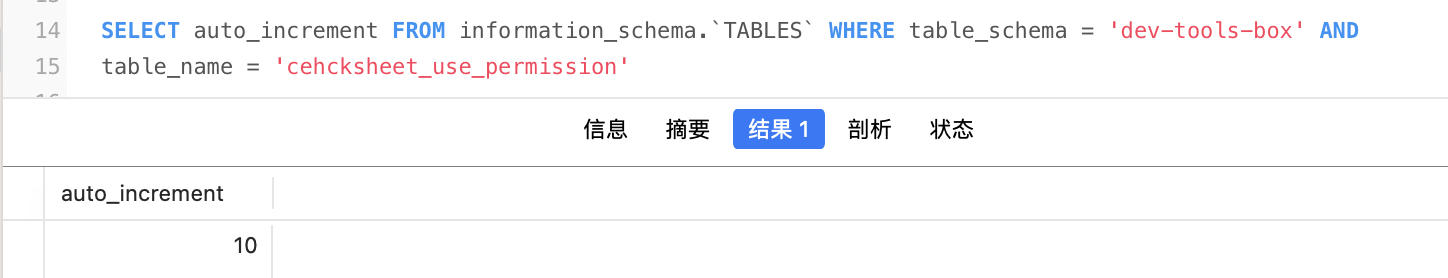 14 SELECT auto_increment FROM information_schema.`TABLES` WHERE table_schema = 'dev-tools-box' AND
15 table_name = 'cehcksheet_use_permission'
信息 摘要 结果 1 剖析 状态
auto_increment
10